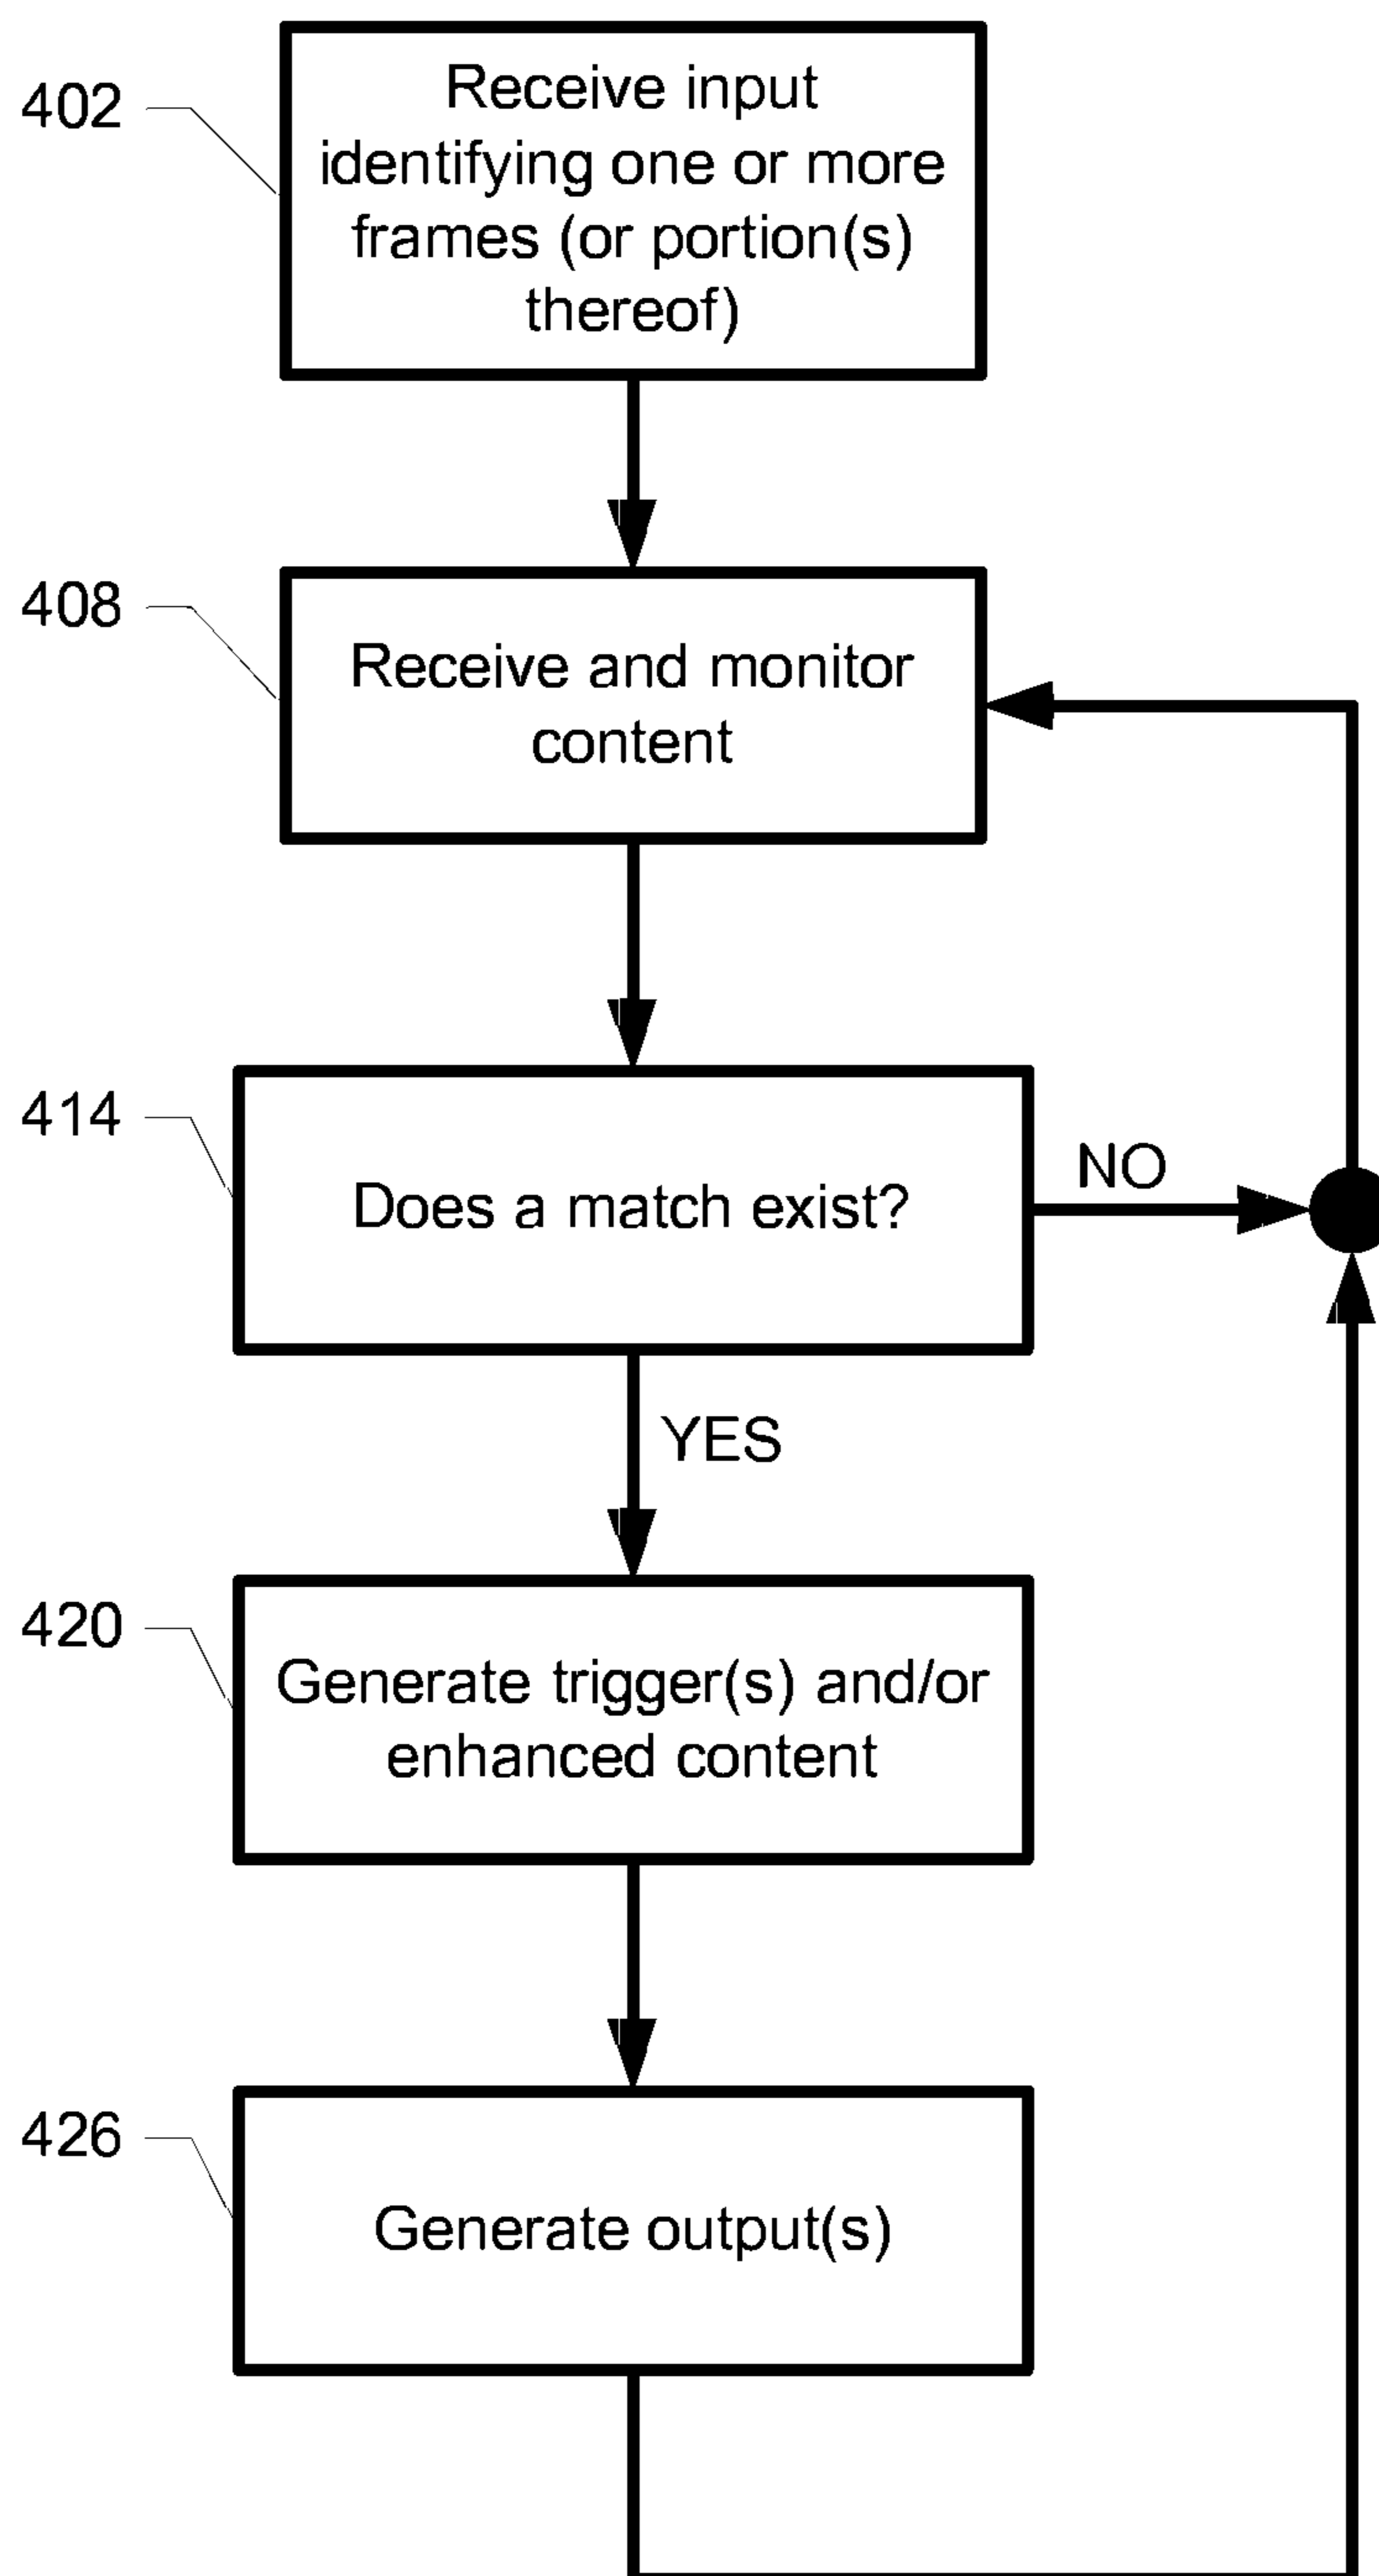 402
Receive input
identifying one or more
frames (or portion(s)
thereof)
408
Receive and monitor
content
414
Does a match exist?
NO
YES
420
Generate trigger(s) and/or
enhanced content
426
Generate output(s)